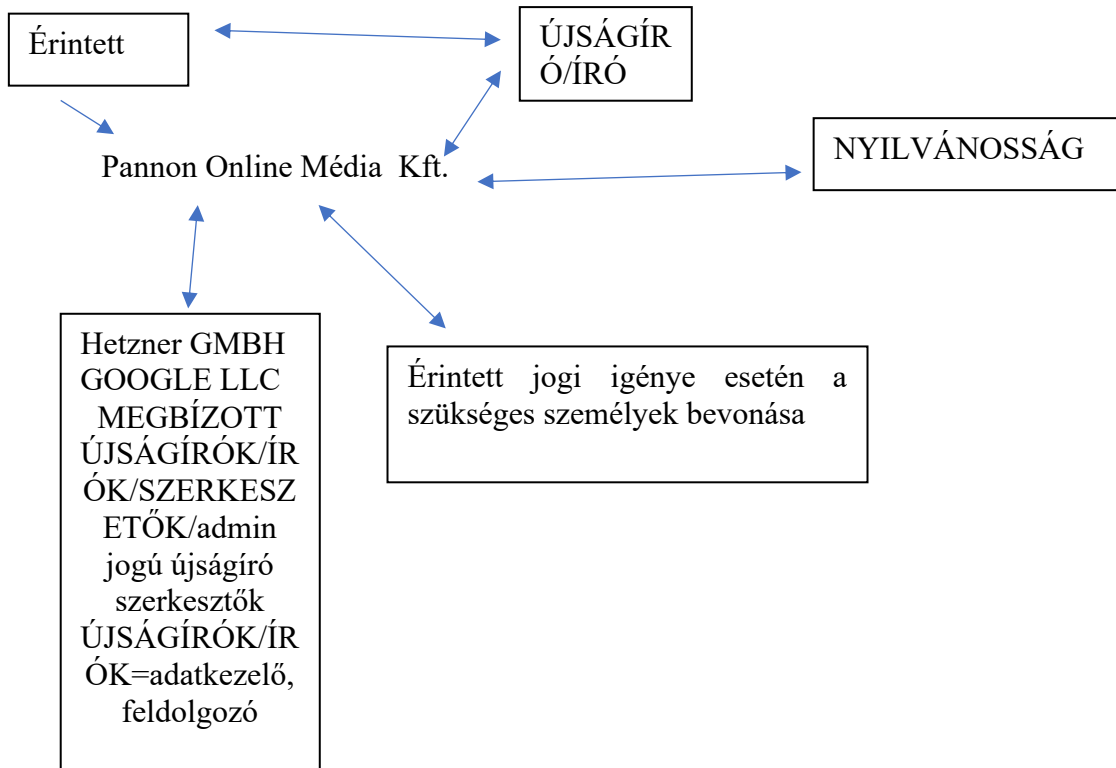 Érintett
ÚJSÁGÍR
Ó/ÍRÓ
NYILVÁNOSSÁG
Pannon Online Média Kft.
Hetzner GMBH
GOOGLE LLC
MEGBÍZOTT
ÚJSÁGÍRÓK/ÍR
ÓK/SZERKESZ
ETŐK/admin
jogú újságíró
szerkesztők
ÚJSÁGÍRÓK/ÍR
ÓK=adatkezelő,
feldolgozó
Érintett jogi igénye esetén a
szükséges személyek bevonása